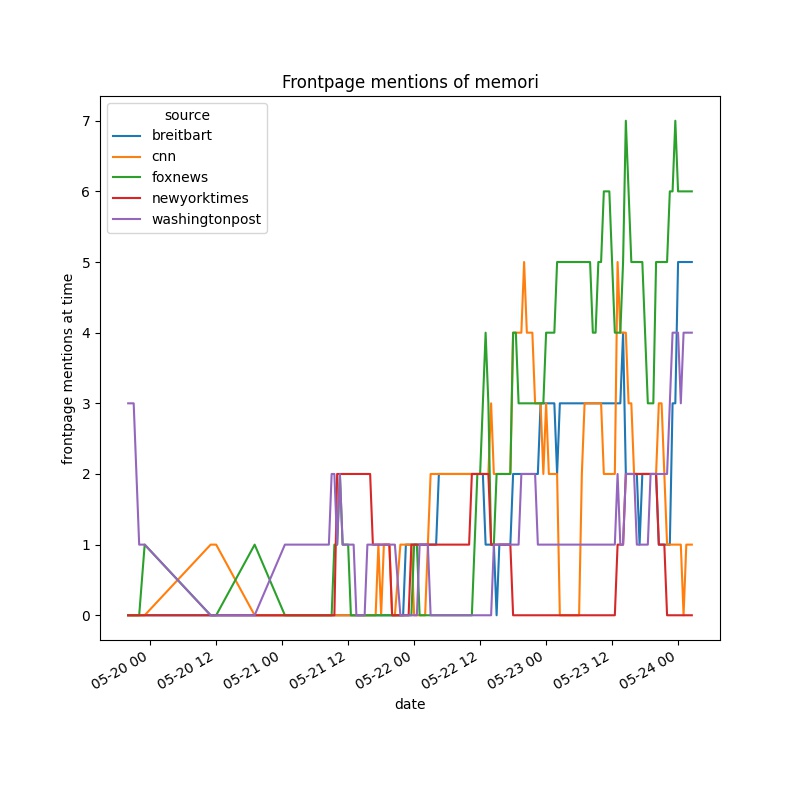 Frontpage mentions of memori
source
breitbart
cnn
foxnews
newyorktimes
washingtonpost
frontpage mentions at time
7
6
5
4
3
2
1
0
05-20 00
05-20 12
05-21 00
05-21 12
05-22 00
05-22 12
05-23 00
05-23 12
05-24 00
date